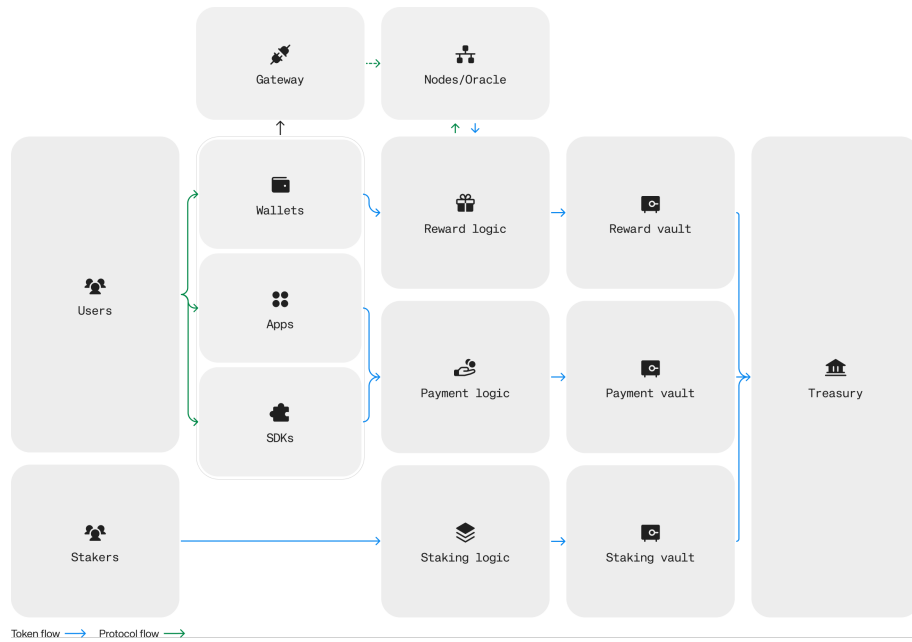 Gateway
Nodes/Oracle
Wallets
Reward logic
Reward vault
Users
Apps
Payment logic
Payment vault
Treasury
SDKs
Stakers
Staking logic
Staking vault
Token flow
Protocol flow